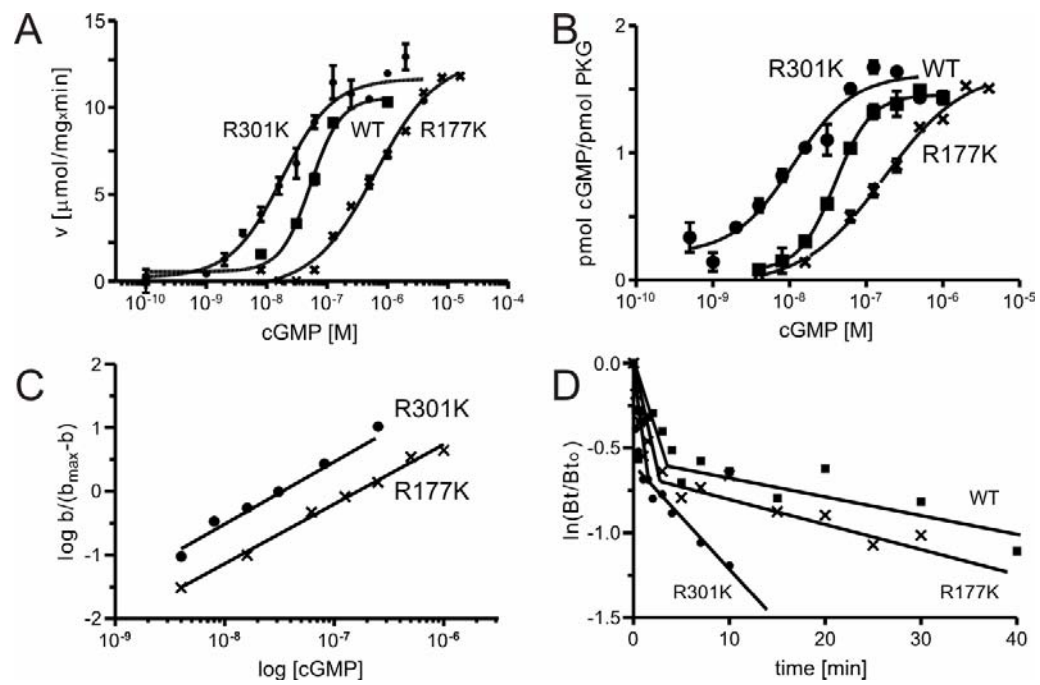 A
v [μmol/mg×min]
15
10
5
0
R301K
WT
R177K
10⁻¹⁰ 10⁻⁹ 10⁻⁸ 10⁻⁷ 10⁻⁶ 10⁻⁵ 10⁻⁴
cGMP [M]
B
pmol cGMP/pmol PKG
2
1
0
R301K
WT
R177K
10⁻¹⁰ 10⁻⁹ 10⁻⁸ 10⁻⁷ 10⁻⁶ 10⁻⁵
cGMP [M]
C
log b/(bmax-b)
2
1
0
-1
-2
R301K
R177K
10⁻⁹ 10⁻⁸ 10⁻⁷ 10⁻⁶
log [cGMP]
D
ln(Bt/Bto)
0.0
-0.5
-1.0
-1.5
WT
R301K
R177K
0 10 20 30 40
time [min]